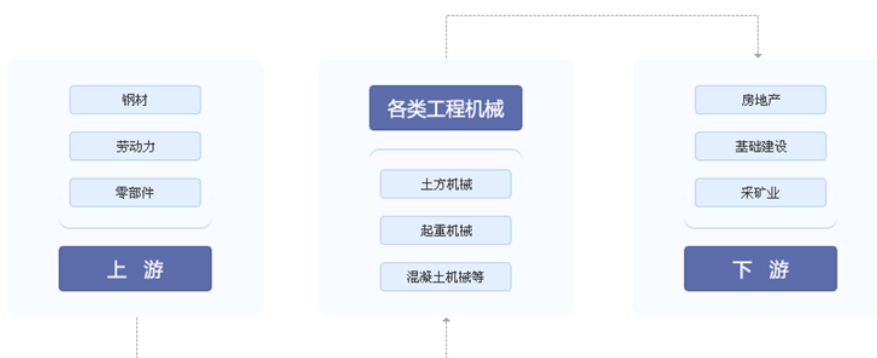 钢材
劳动力
零部件
上 游
各类工程机械
土方机械
起重机械
混凝土机械等
房地产
基础建设
采矿业
下 游